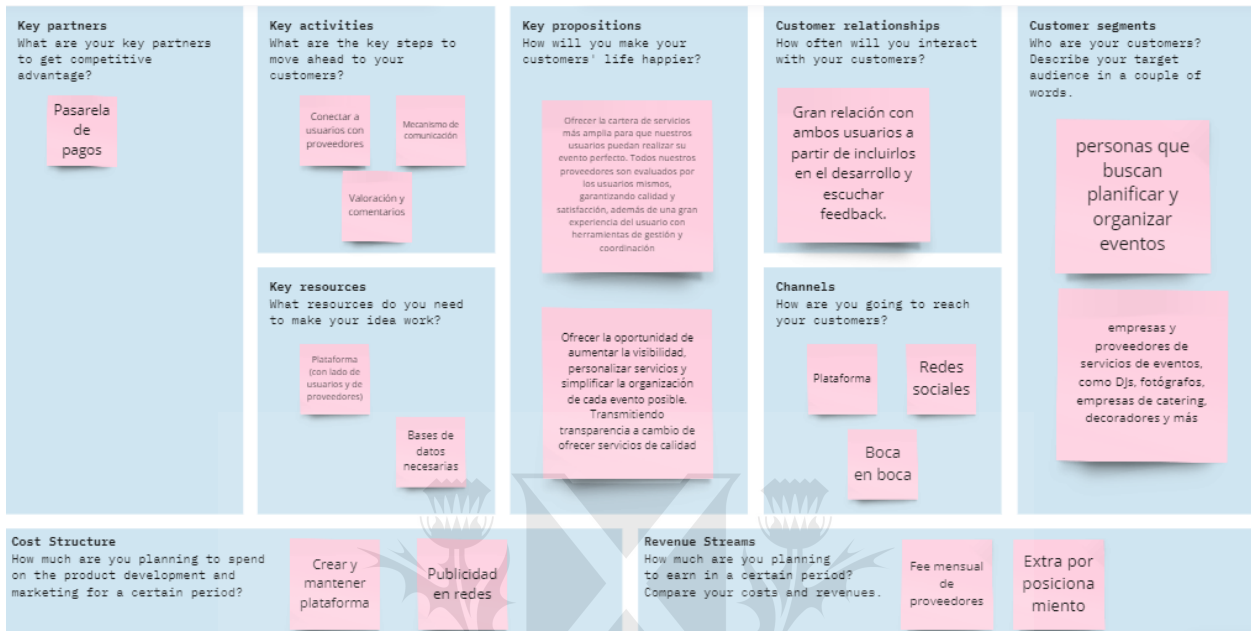 Key partners
What are your key partners
to get competitive
advantage?
Pasarela
de
pagos
Key activities
What are the key steps to
move ahead to your
customers?
Conectar a
usuarios con
proveedores
Mecanismo de
comunicación
Valoración y
comentarios
Key resources
What resources do you need
to make your idea work?
Plataforma
(con lado de
usuarios y de
proveedores)
Bases de
datos
necesarias
Key propositions
How will you make your
customers' life happier?
Ofrecer la cartera de servicios
más amplia para que nuestros
usuarios puedan realizar su
evento perfecto. Todos nuestros
proveedores son evaluados por
los usuarios mismos,
garantizando calidad y
satisfacción, además de una gran
experiencia del usuario con
herramientas de gestión y
coordinación
Ofrecer la oportunidad de
aumentar la visibilidad,
personalizar servicios y
simplificar la organización
de cada evento posible.
Transmitiendo
transparencia a cambio de
ofrecer servicios de calidad
Customer relationships
How often will you interact
with your customers?
Gran relación con
ambos usuarios a
partir de incluirlos
en el desarrollo y
escuchar
feedback.
Channels
How are you going to reach
your customers?
Plataforma
Redes
sociales
Boca
en boca
Customer segments
Who are your customers?
Describe your target
audience in a couple of
words.
personas que
buscan
planificar y
organizar
eventos
empresas y
proveedores de
servicios de eventos,
como DJs, fotógrafos,
empresas de catering,
decoradores y más
Cost Structure
How much are you planning to spend
on the product development and
marketing for a certain period?
Crear y
mantener
plataforma
Publicidad
en redes
Revenue Streams
How much are you planning
to earn in a certain period?
Compare your costs and revenues.
Fee mensual
de
proveedores
Extra por
posiciona
miento